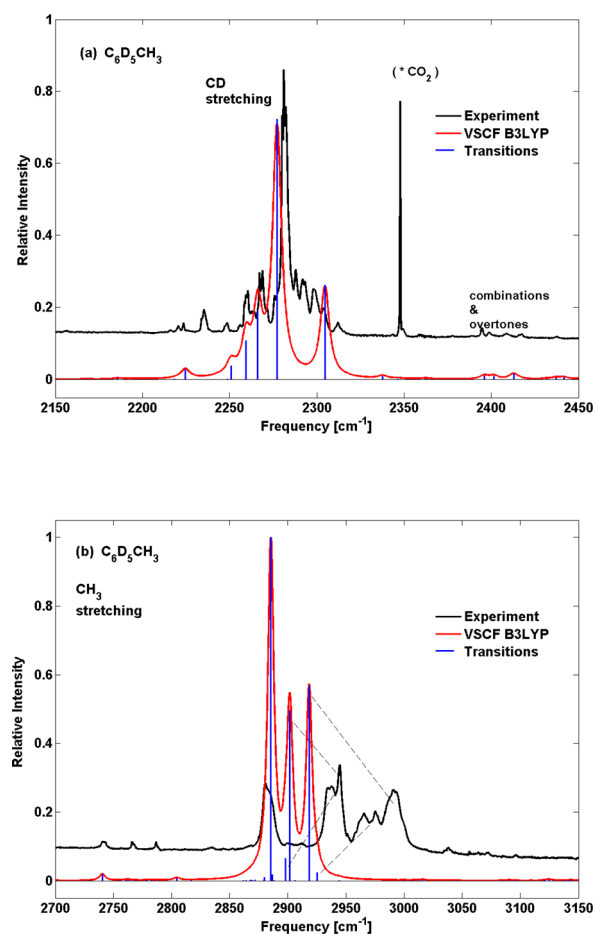 1
(a) C6D5CH3
( * CO2 )
CD
stretching
0.8
Experiment
VSCF B3LYP
Transitions
0.6
Relative Intensity
0.4
0.2
combinations
&
overtones
0
2150 2200 2250 2300 2350 2400 2450
Frequency [cm-1]
1
(b) C6D5CH3
CH3
stretching
0.8
Experiment
VSCF B3LYP
Transitions
0.6
Relative Intensity
0.4
0.2
0
2700 2750 2800 2850 2900 2950 3000 3050 3100 3150
Frequency [cm-1]